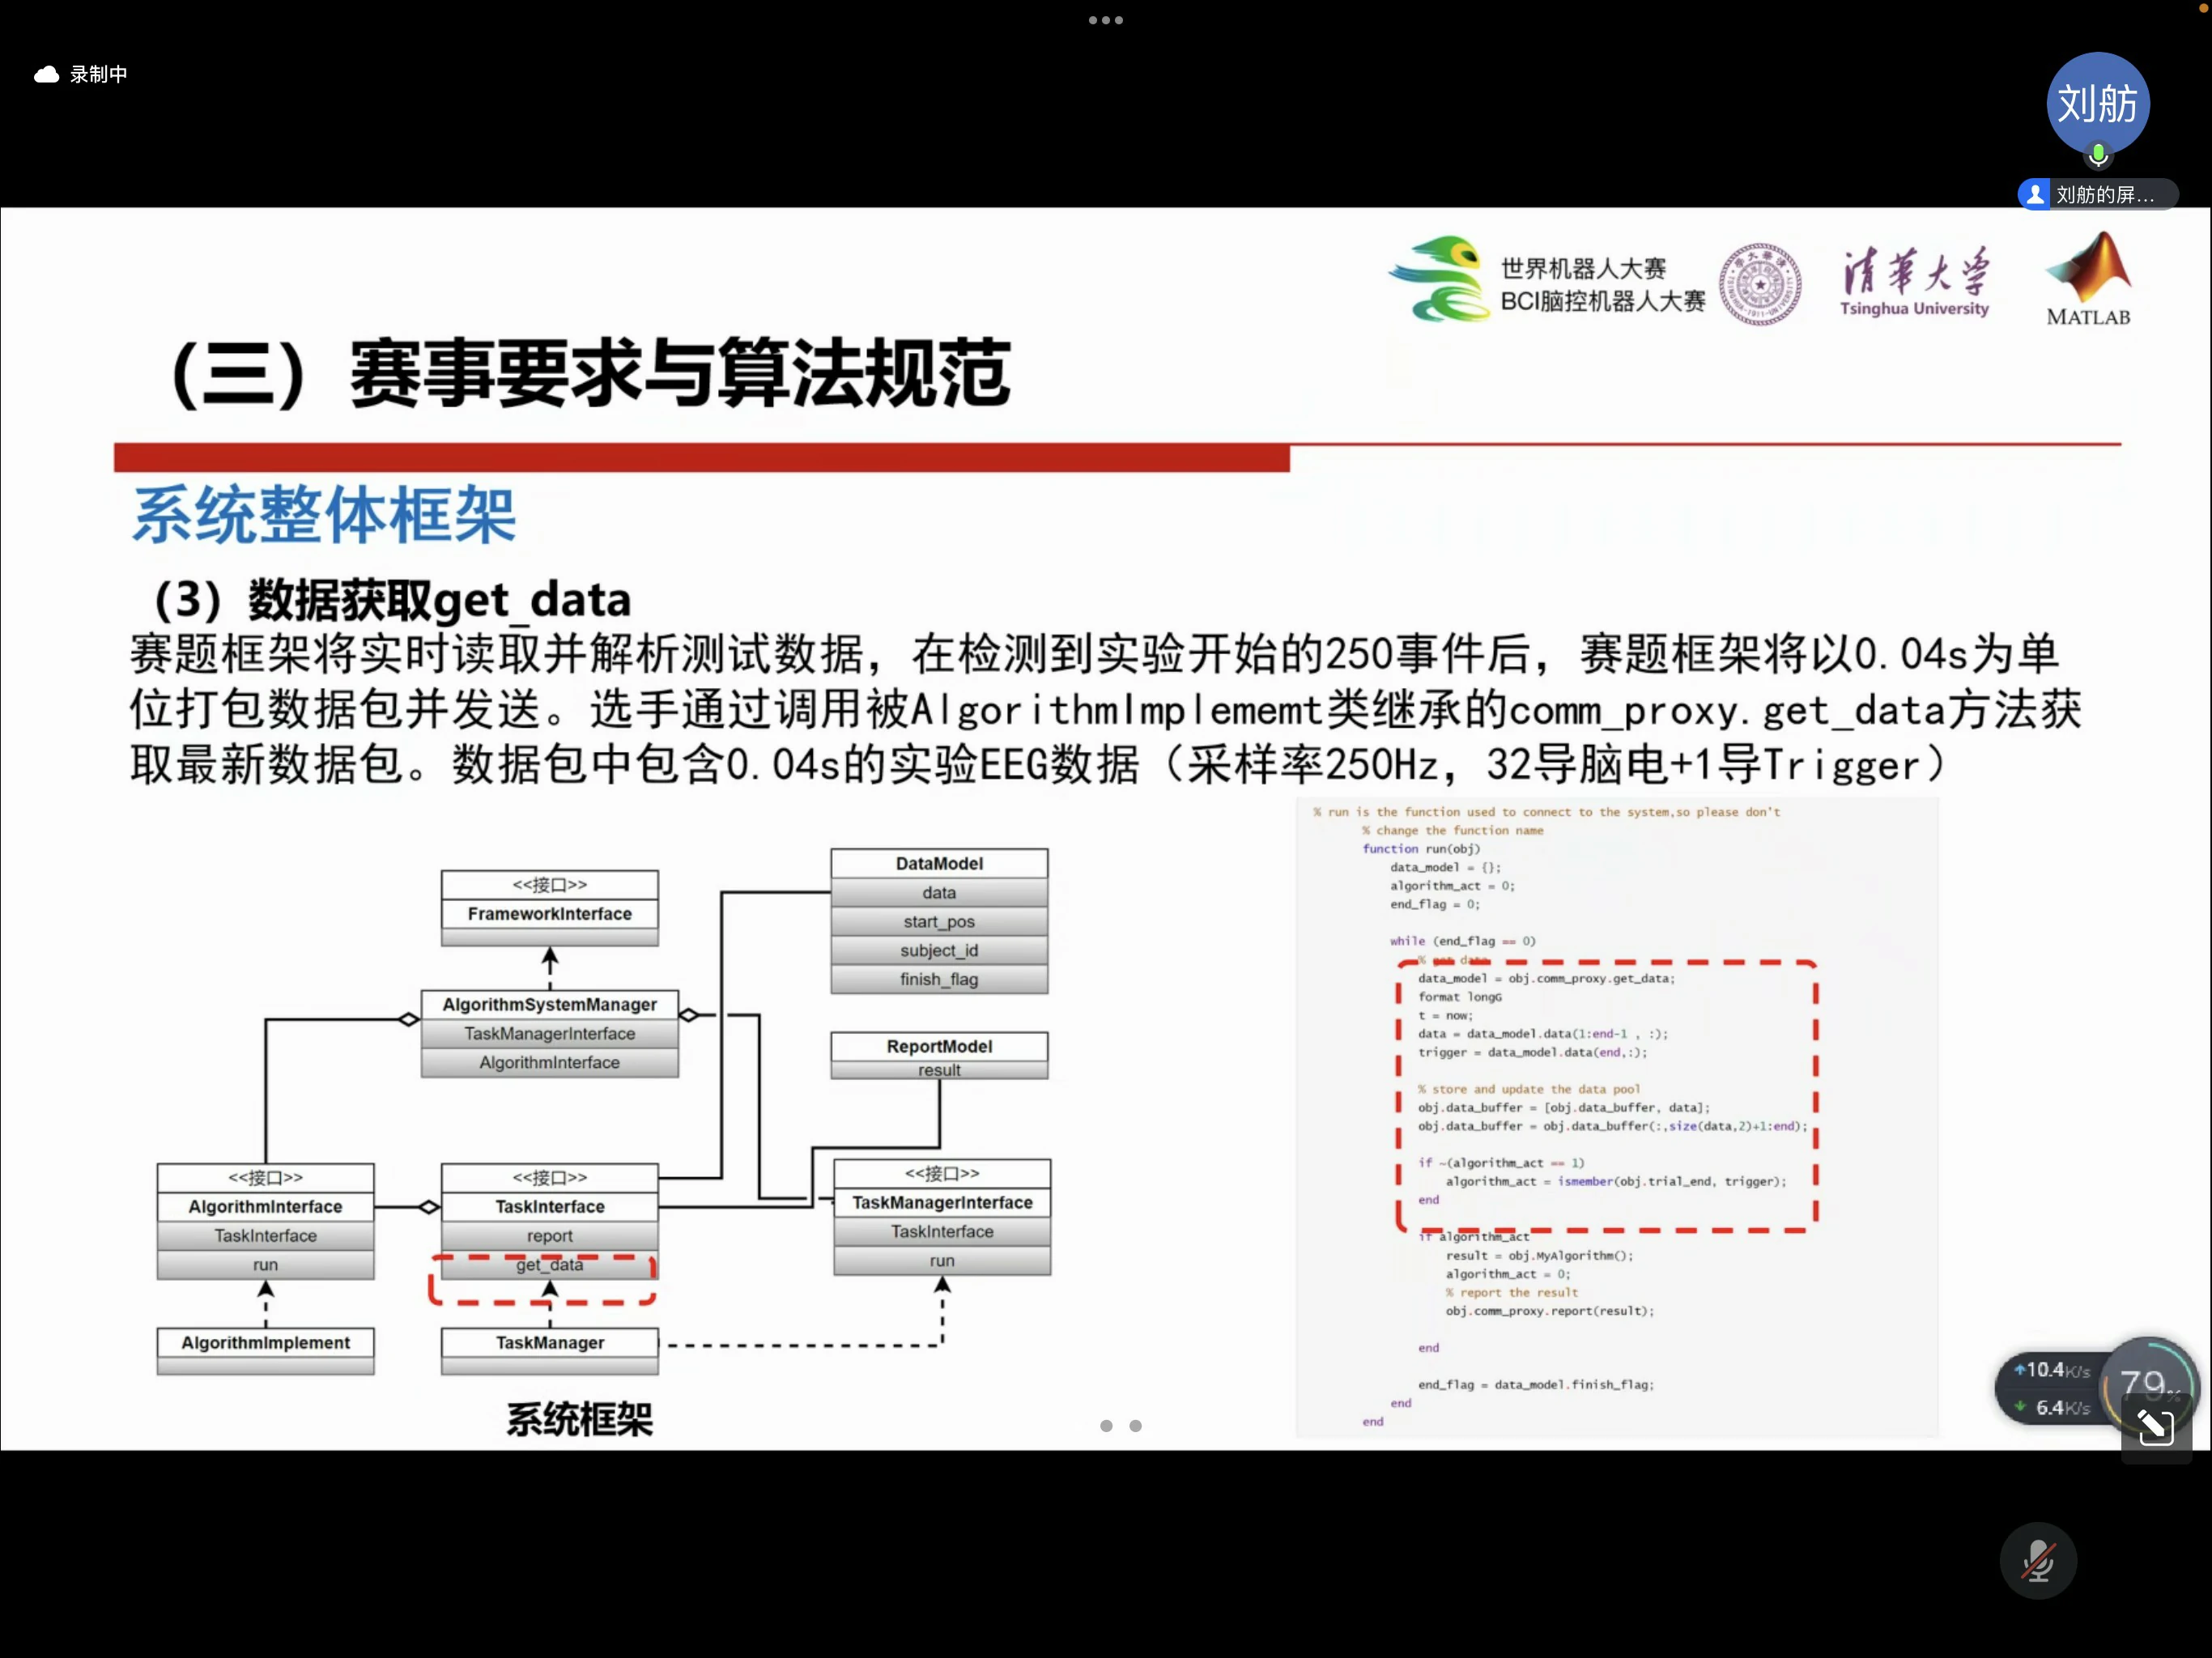 录制中
刘舫
刘舫的屏...
世界机器人大赛
BCI脑控机器人大赛
清华大学
Tsinghua University
MATLAB
（三）赛事要求与算法规范
系统整体框架
（3）数据获取get_data
赛题框架将实时读取并解析测试数据，在检测到实验开始的250事件后，赛题框架将以0.04s为单
位打包数据包并发送。选手通过调用被AlgorithmImplememt类继承的comm_proxy.get_data方法获
取最新数据包。数据包中包含0.04s的实验EEG数据（采样率250Hz，32导脑电+1导Trigger）
<<接口>>
FrameworkInterface
AlgorithmSystemManager
TaskManagerInterface
AlgorithmInterface
DataModel
data
start_pos
subject_id
finish_flag
ReportModel
result
<<接口>>
AlgorithmInterface
TaskInterface
run
<<接口>>
TaskInterface
report
get_data
<<接口>>
TaskManagerInterface
TaskInterface
run
AlgorithmImplement
TaskManager
系统框架
% run is the function used to connect to the system,so please don't
% change the function name
function run(obj)
data_model = {};
algorithm_act = 0;
end_flag = 0;
while (end_flag == 0)
% get data
data_model = obj.comm_proxy.get_data;
format longG
t = now;
data = data_model.data(1:end-1 , :);
trigger = data_model.data(end,:);
% store and update the data pool
obj.data_buffer = [obj.data_buffer, data];
obj.data_buffer = obj.data_buffer(:,size(data,2)+1:end);
if ~(algorithm_act == 1)
algorithm_act = ismember(obj.trial_end, trigger);
end
if algorithm_act
result = obj.MyAlgorithm();
algorithm_act = 0;
% report the result
obj.comm_proxy.report(result);
end
end_flag = data_model.finish_flag;
end
end
10.4K/s
6.4K/s
79%